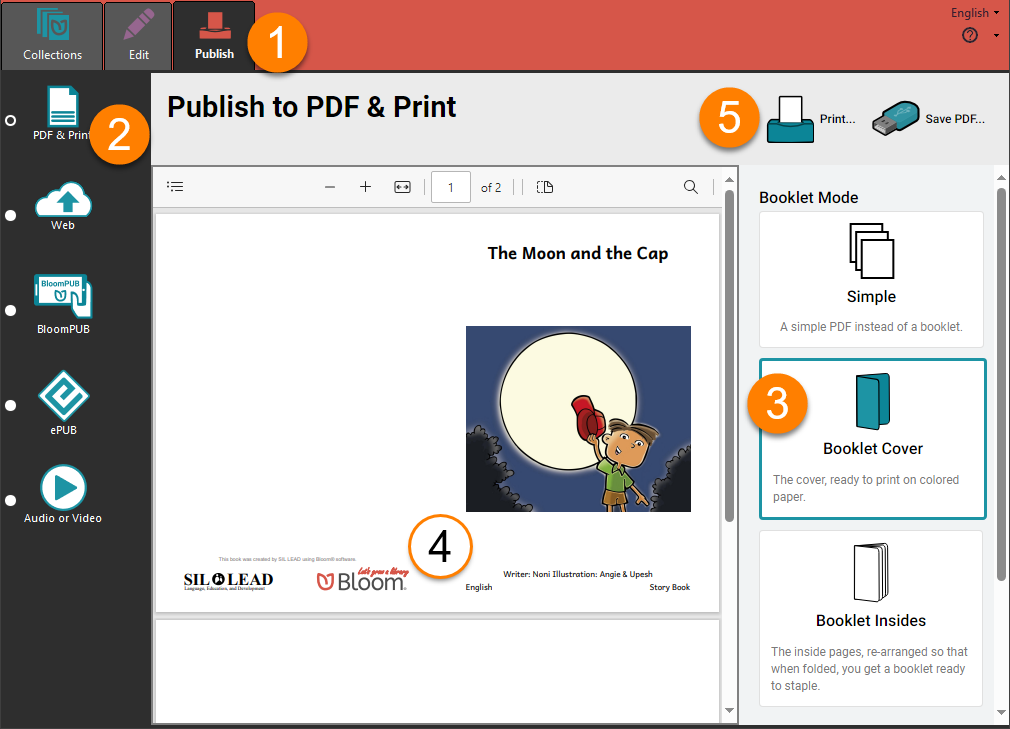 Collections
Edit
Publish
1
English
PDF & Print
2
Web
BloomPUB
BloomPUB
ePUB
Audio or Video
Publish to PDF & Print
5
Print...
Save PDF...
1 of 2
The Moon and the Cap
4
This book was created by SIL LEAD using Bloom® software.
SIL LEAD
Language, Education, and Development
Let's grow a library
Bloom
Writer: Noni Illustration: Angie & Upesh
English
Story Book
Booklet Mode
Simple
A simple PDF instead of a booklet.
3
Booklet Cover
The cover, ready to print on colored
paper.
Booklet Insides
The inside pages, re-arranged so that
when folded, you get a booklet ready
to staple.